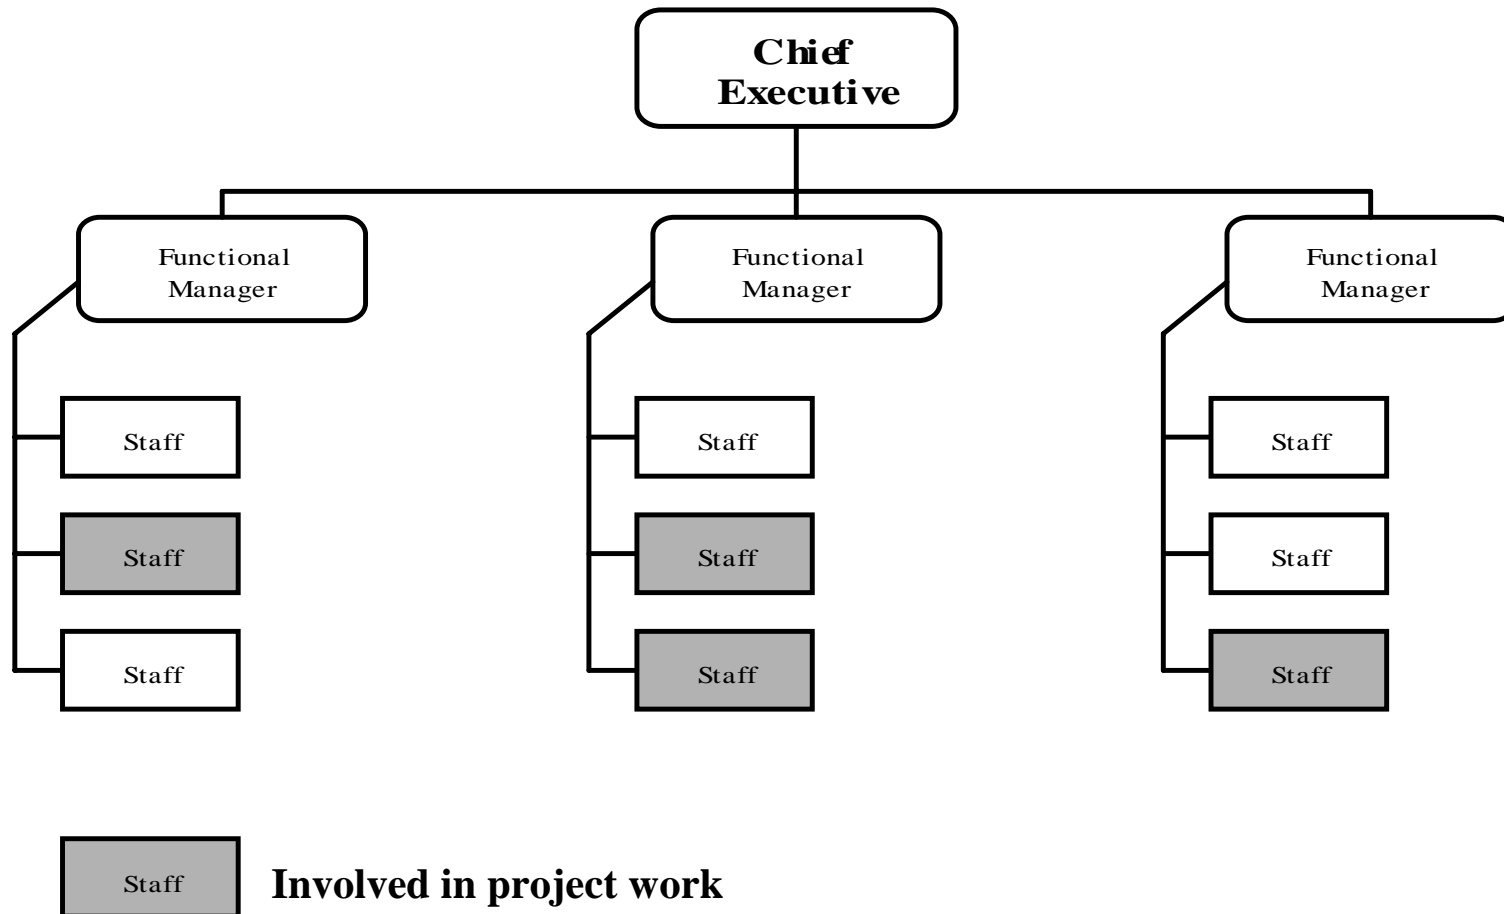 Chief
Executive
Functional
Manager
Functional
Manager
Functional
Manager
Staff
Staff
Staff
Staff
Staff
Staff
Staff
Staff
Staff
Staff
Involved in project work